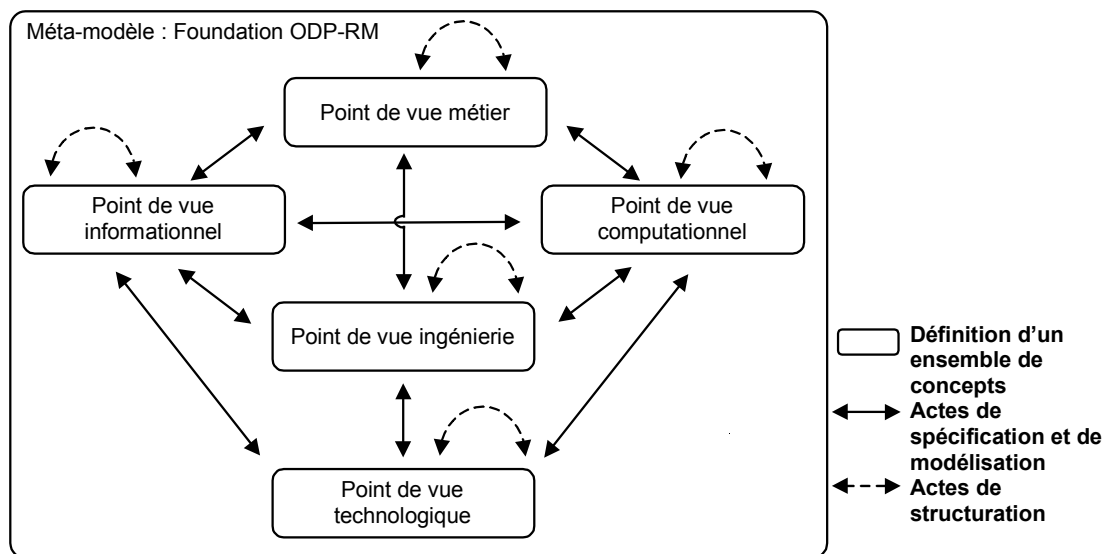 Méta-modèle : Foundation ODP-RM
Point de vue métier
Point de vue
informationnel
Point de vue
computationnel
Point de vue ingénierie
Point de vue
technologique
Définition d’un
ensemble de
concepts
Actes de
spécification et de
modélisation
Actes de
structuration